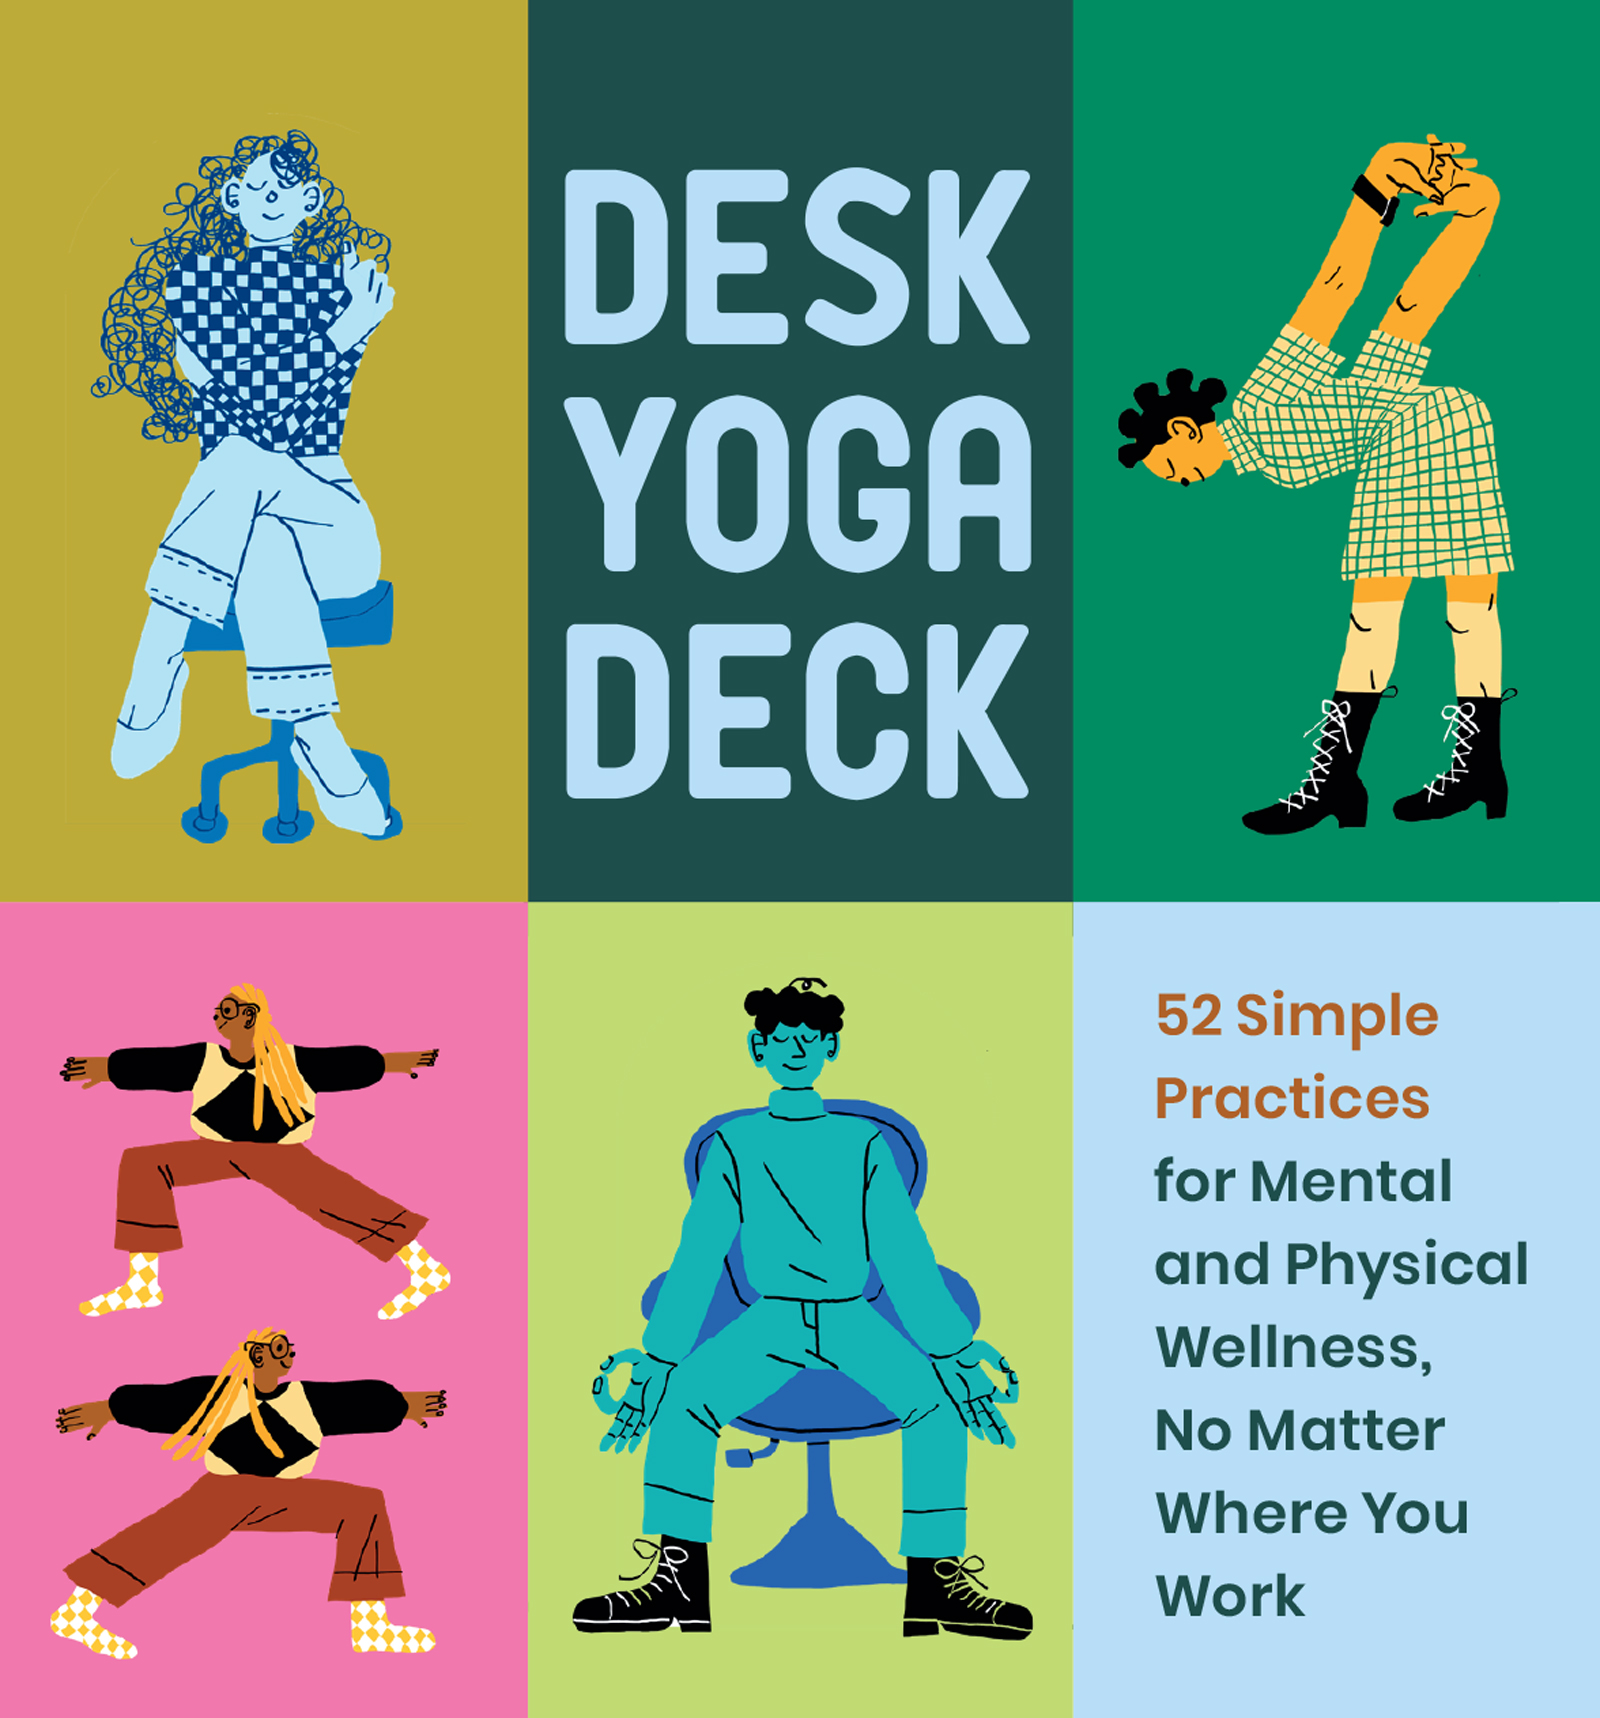 DESK
YOGA
DECK
52 Simple
Practices
for Mental
and Physical
Wellness,
No Matter
Where You
Work